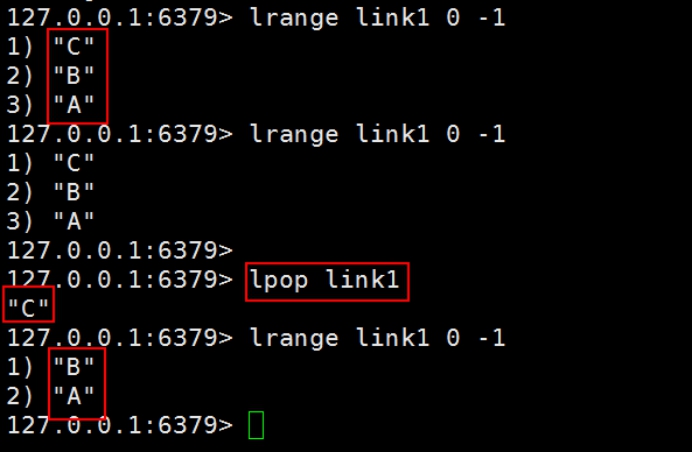 127.0.0.1:6379> lrange link1 0 -1
1) "C"
2) "B"
3) "A"
127.0.0.1:6379> lrange link1 0 -1
1) "C"
2) "B"
3) "A"
127.0.0.1:6379>
127.0.0.1:6379> lpop link1
"C"
127.0.0.1:6379> lrange link1 0 -1
1) "B"
2) "A"
127.0.0.1:6379>